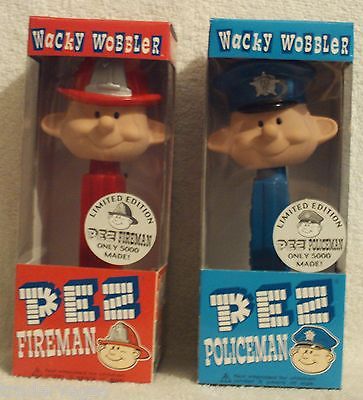 WACKY WOBBLER
LIMITED EDITION
PEZ FIREMAN
ONLY 5000
MADE!
PEZ
FIREMAN
WACKY WOBBLER
LIMITED EDITION
PEZ POLICEMAN
ONLY 5000
MADE!
PEZ
POLICEMAN